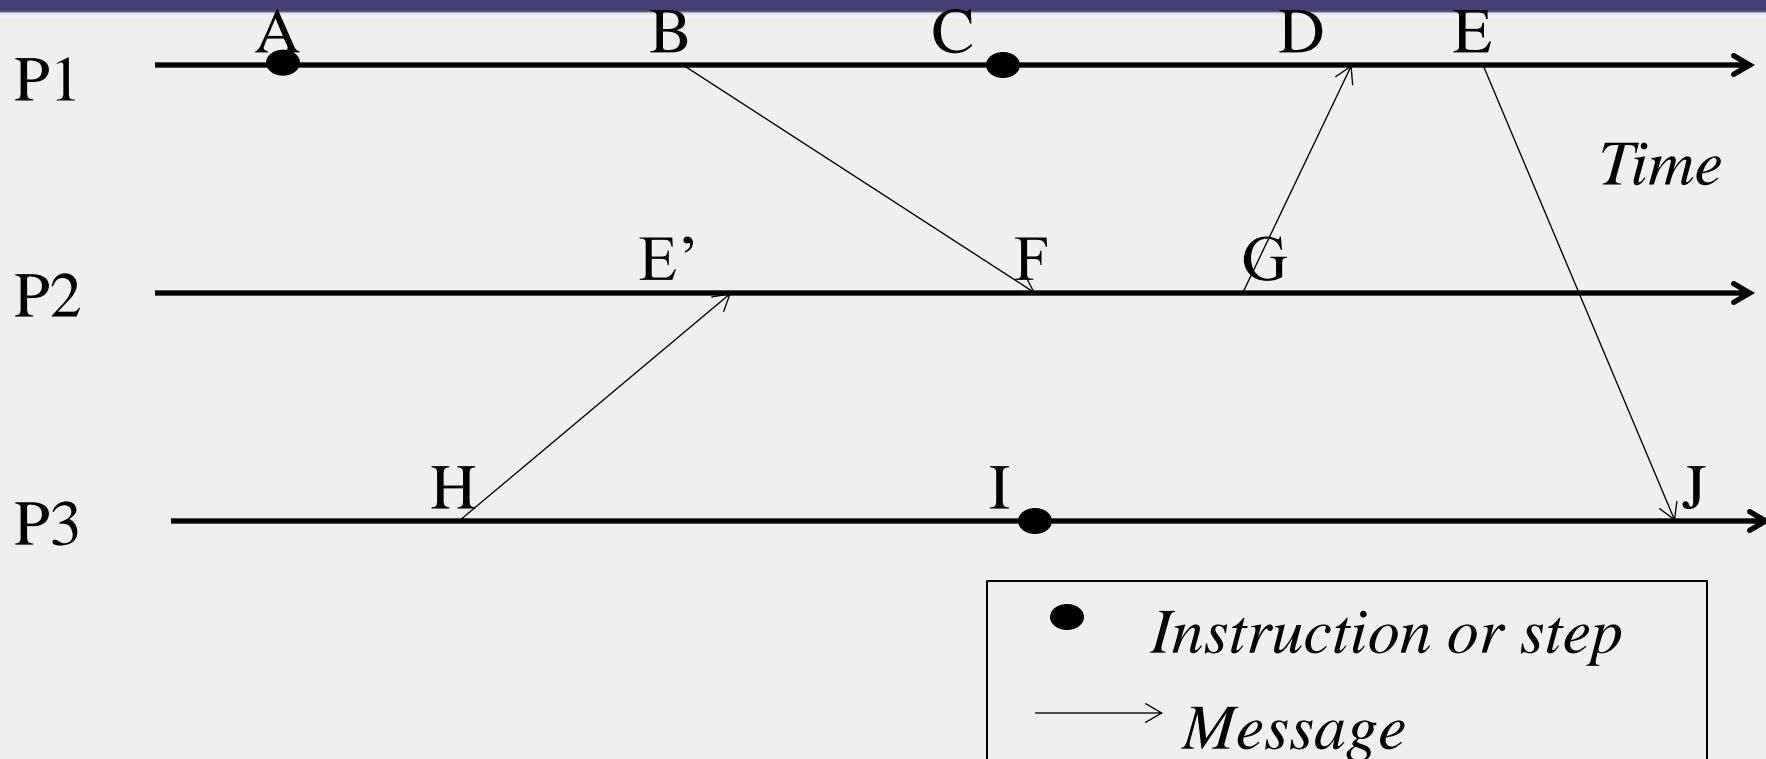 A B C D E
P1
Time
E’ F G
P2
H I J
P3
Instruction or step
Message